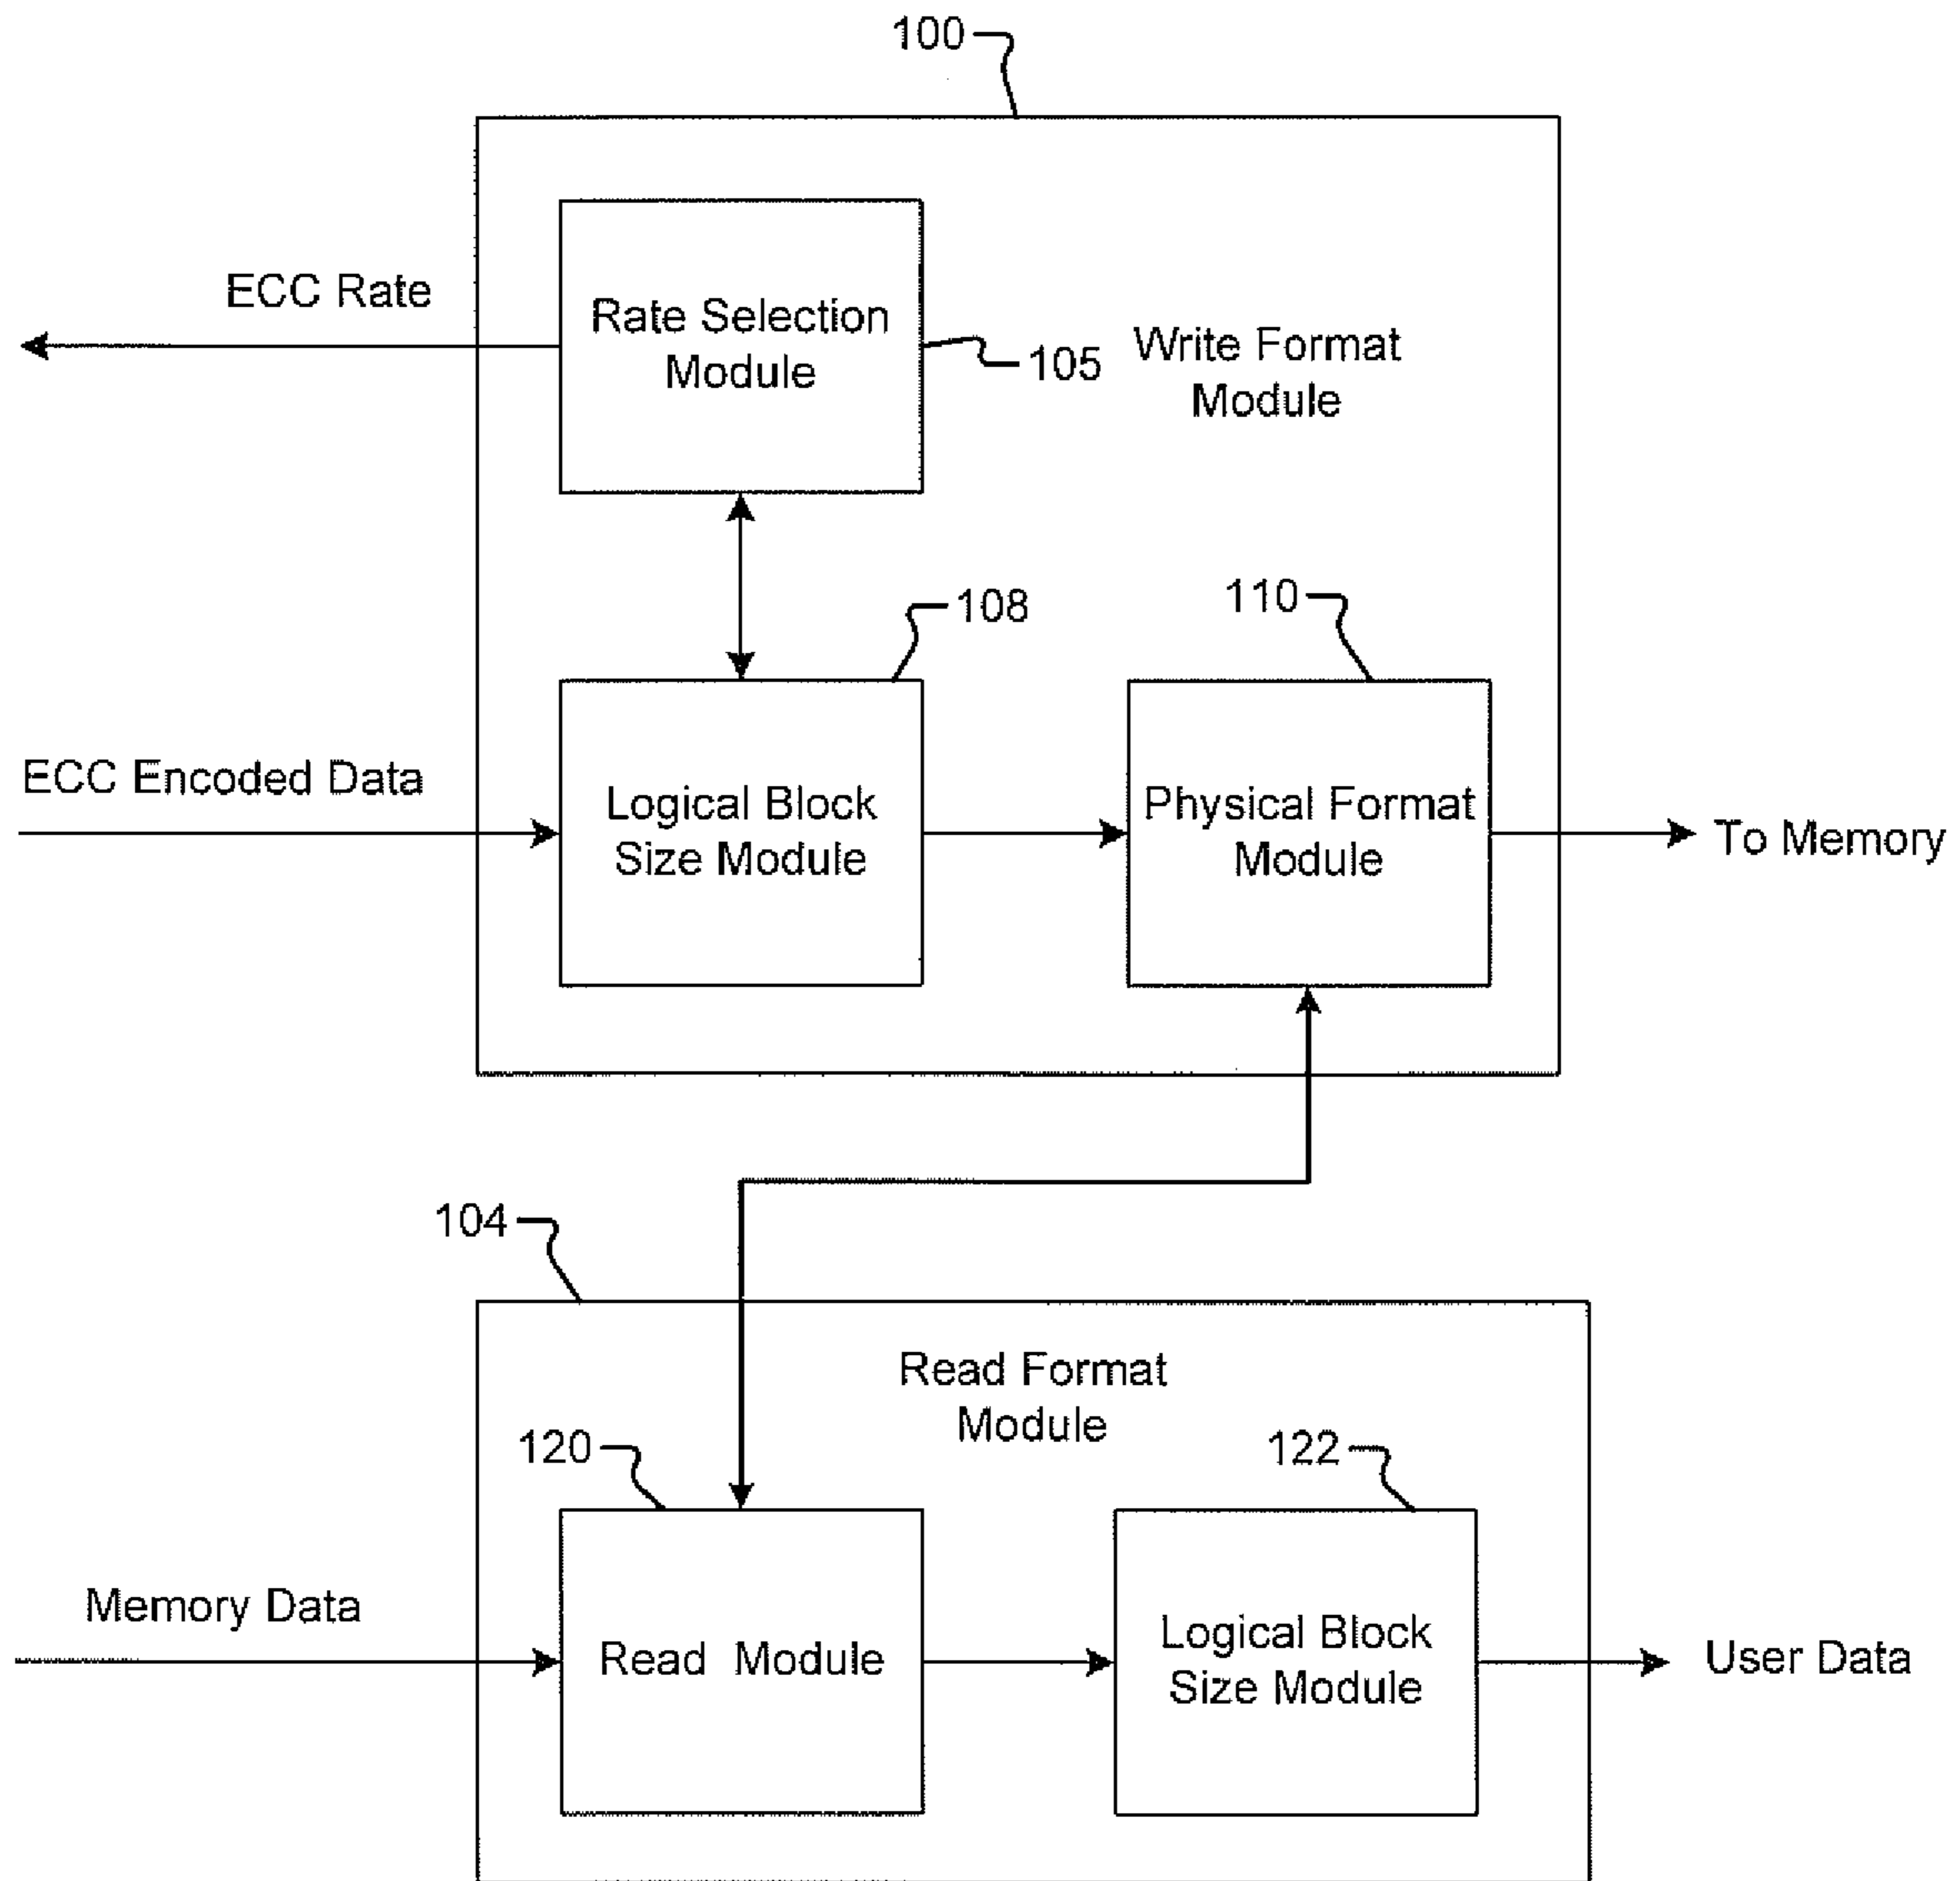 100
ECC Rate
Rate Selection
Module
105
Write Format
Module
108
110
ECC Encoded Data
Logical Block
Size Module
Physical Format
Module
To Memory
104
Read Format
Module
120
122
Memory Data
Read Module
Logical Block
Size Module
User Data